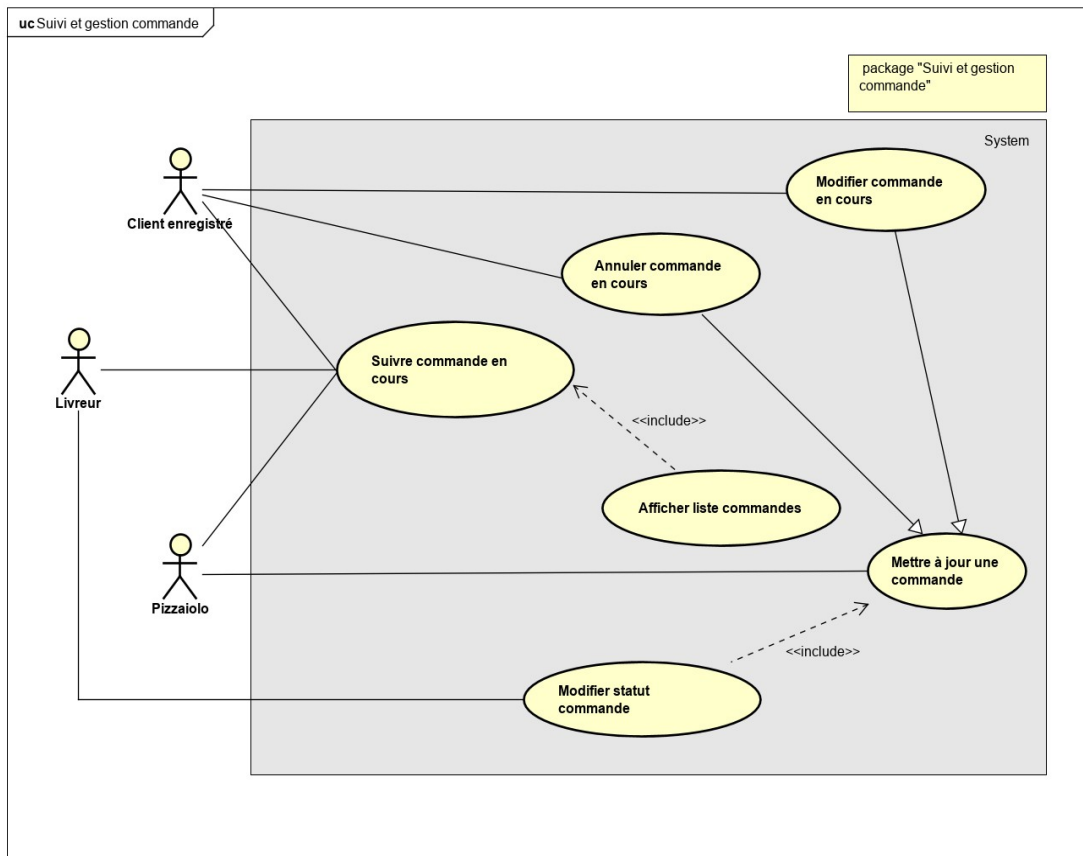 uc Suivi et gestion commande
package "Suivi et gestion
commande"
System
Client enregistré
Modifier commande
en cours
Annuler commande
en cours
Suivre commande en
cours
Livreur
<<include>>
Afficher liste commandes
Mettre à jour une
commande
Pizzaiolo
<<include>>
Modifier statut
commande